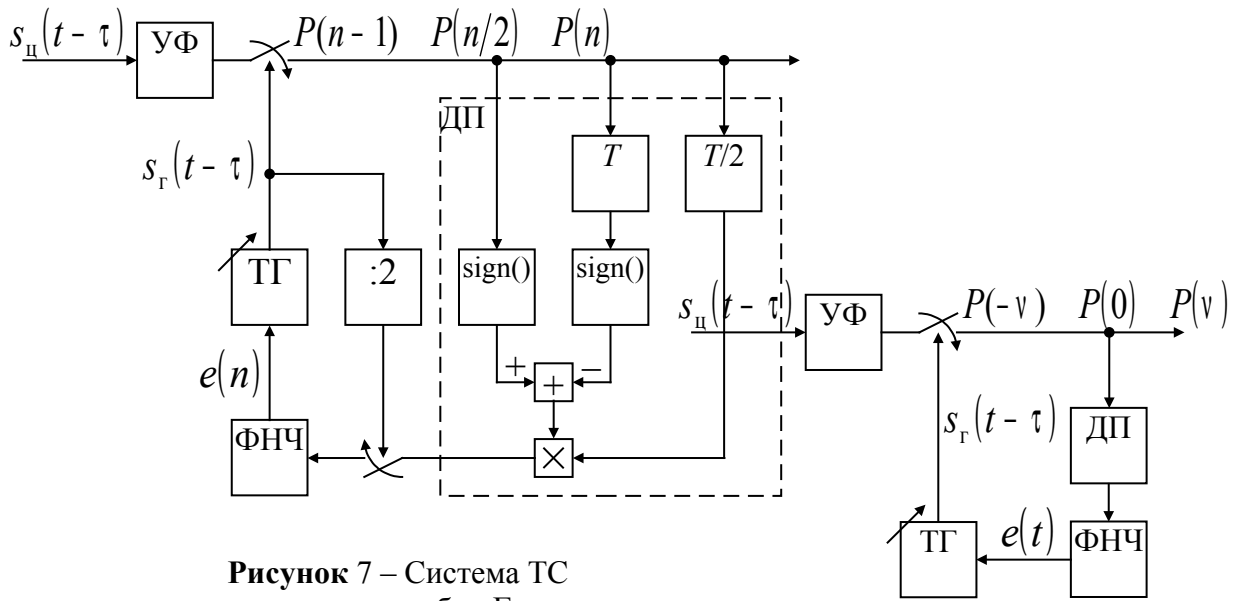 s_ц(t − τ)
УФ
P(n − 1)
P(n/2)
P(n)
ДП
T
T/2
s_г(t − τ)
ТГ
:2
sign()
sign()
s_ц(t − τ)
УФ
P(−ν)
P(0)
P(ν)
+
−
+
e(n)
ФНЧ
×
s_г(t − τ)
ДП
ТГ
e(t)
ФНЧ
Рисунок 7 – Система ТС